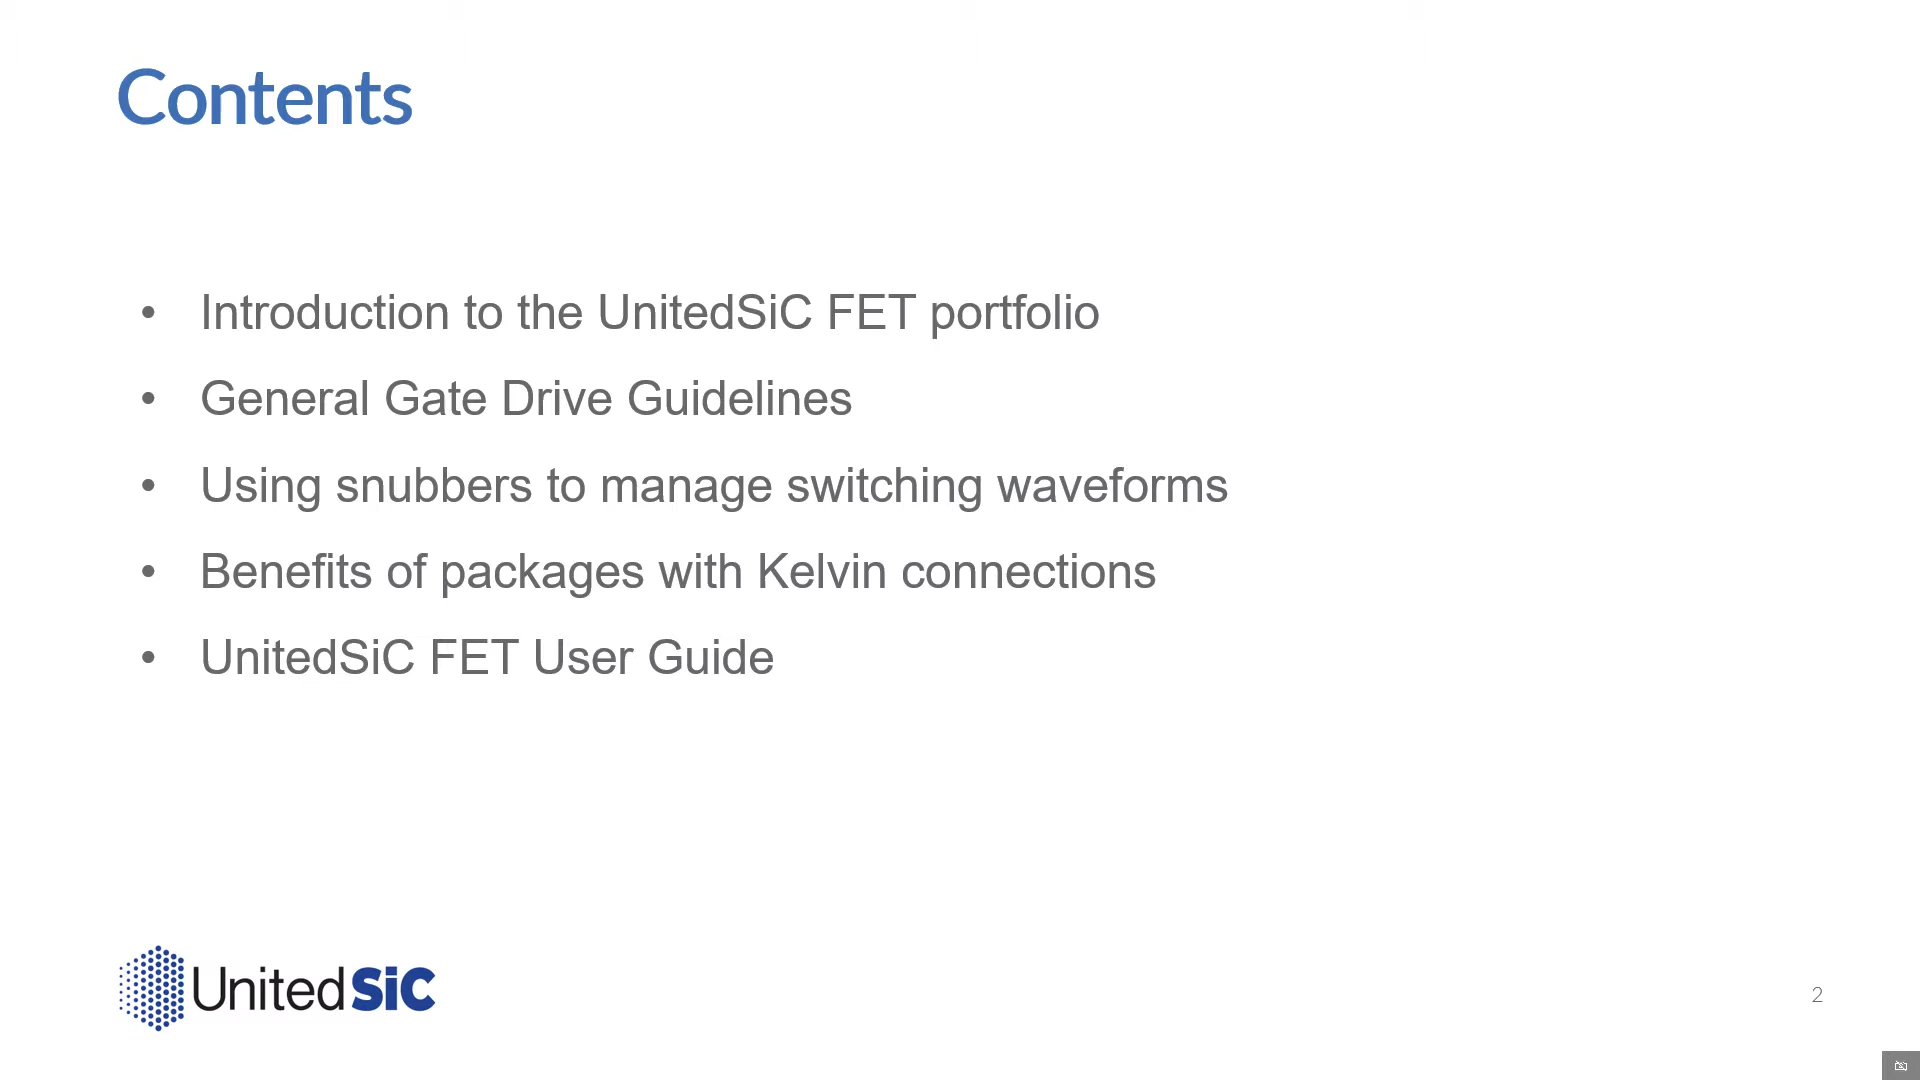 Contents
• Introduction to the UnitedSiC FET portfolio
• General Gate Drive Guidelines
• Using snubbers to manage switching waveforms
• Benefits of packages with Kelvin connections
• UnitedSiC FET User Guide
UnitedSiC
2